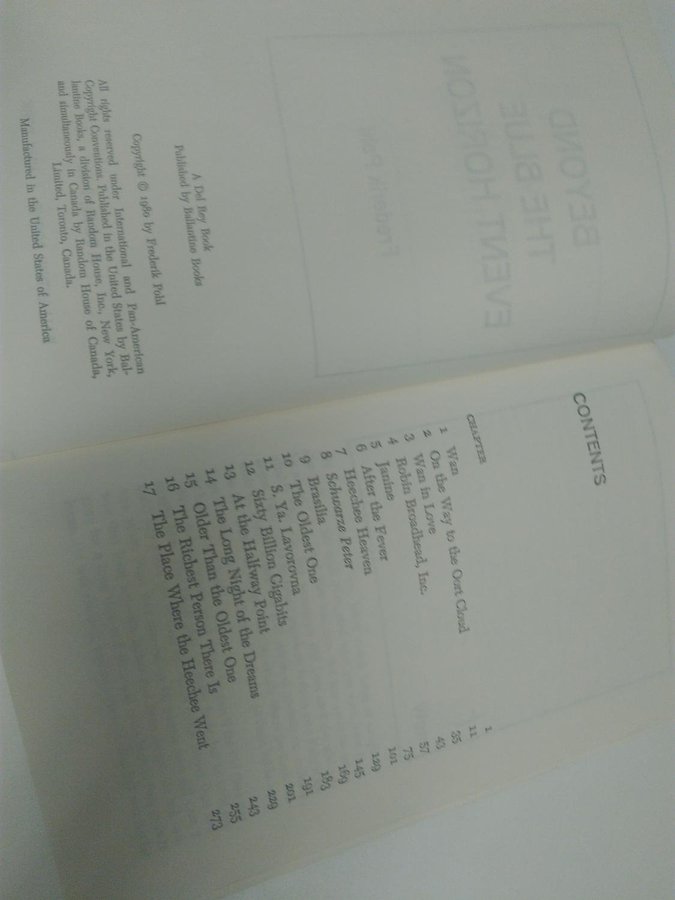 BEYOND
THE BLUE
EVENT HORIZON
Frederik Pohl
A Del Rey Book
Published by Ballantine Books
Copyright © 1980 by Frederik Pohl
All rights reserved under International and Pan-American
Copyright Conventions. Published in the United States by Bal-
lantine Books, a division of Random House, Inc., New York,
and simultaneously in Canada by Random House of Canada,
Limited, Toronto, Canada.
Manufactured in the United States of America
CONTENTS
CHAPTER
1 Wan 1
2 On the Way to the Oort Cloud 11
3 Wan in Love 35
4 Robin Broadhead, Inc. 43
5 Janine 57
6 After the Fever 75
7 Heechee Heaven 101
8 Schwarze Peter 129
9 Brasilia 145
10 The Oldest One 169
11 S. Ya. Lavorovna 183
12 Sixty Billion Gigabits 191
13 At the Halfway Point 201
14 The Long Night of the Dreams 229
15 Older Than the Oldest One 243
16 The Richest Person There Is 255
17 The Place Where the Heechee Went 273